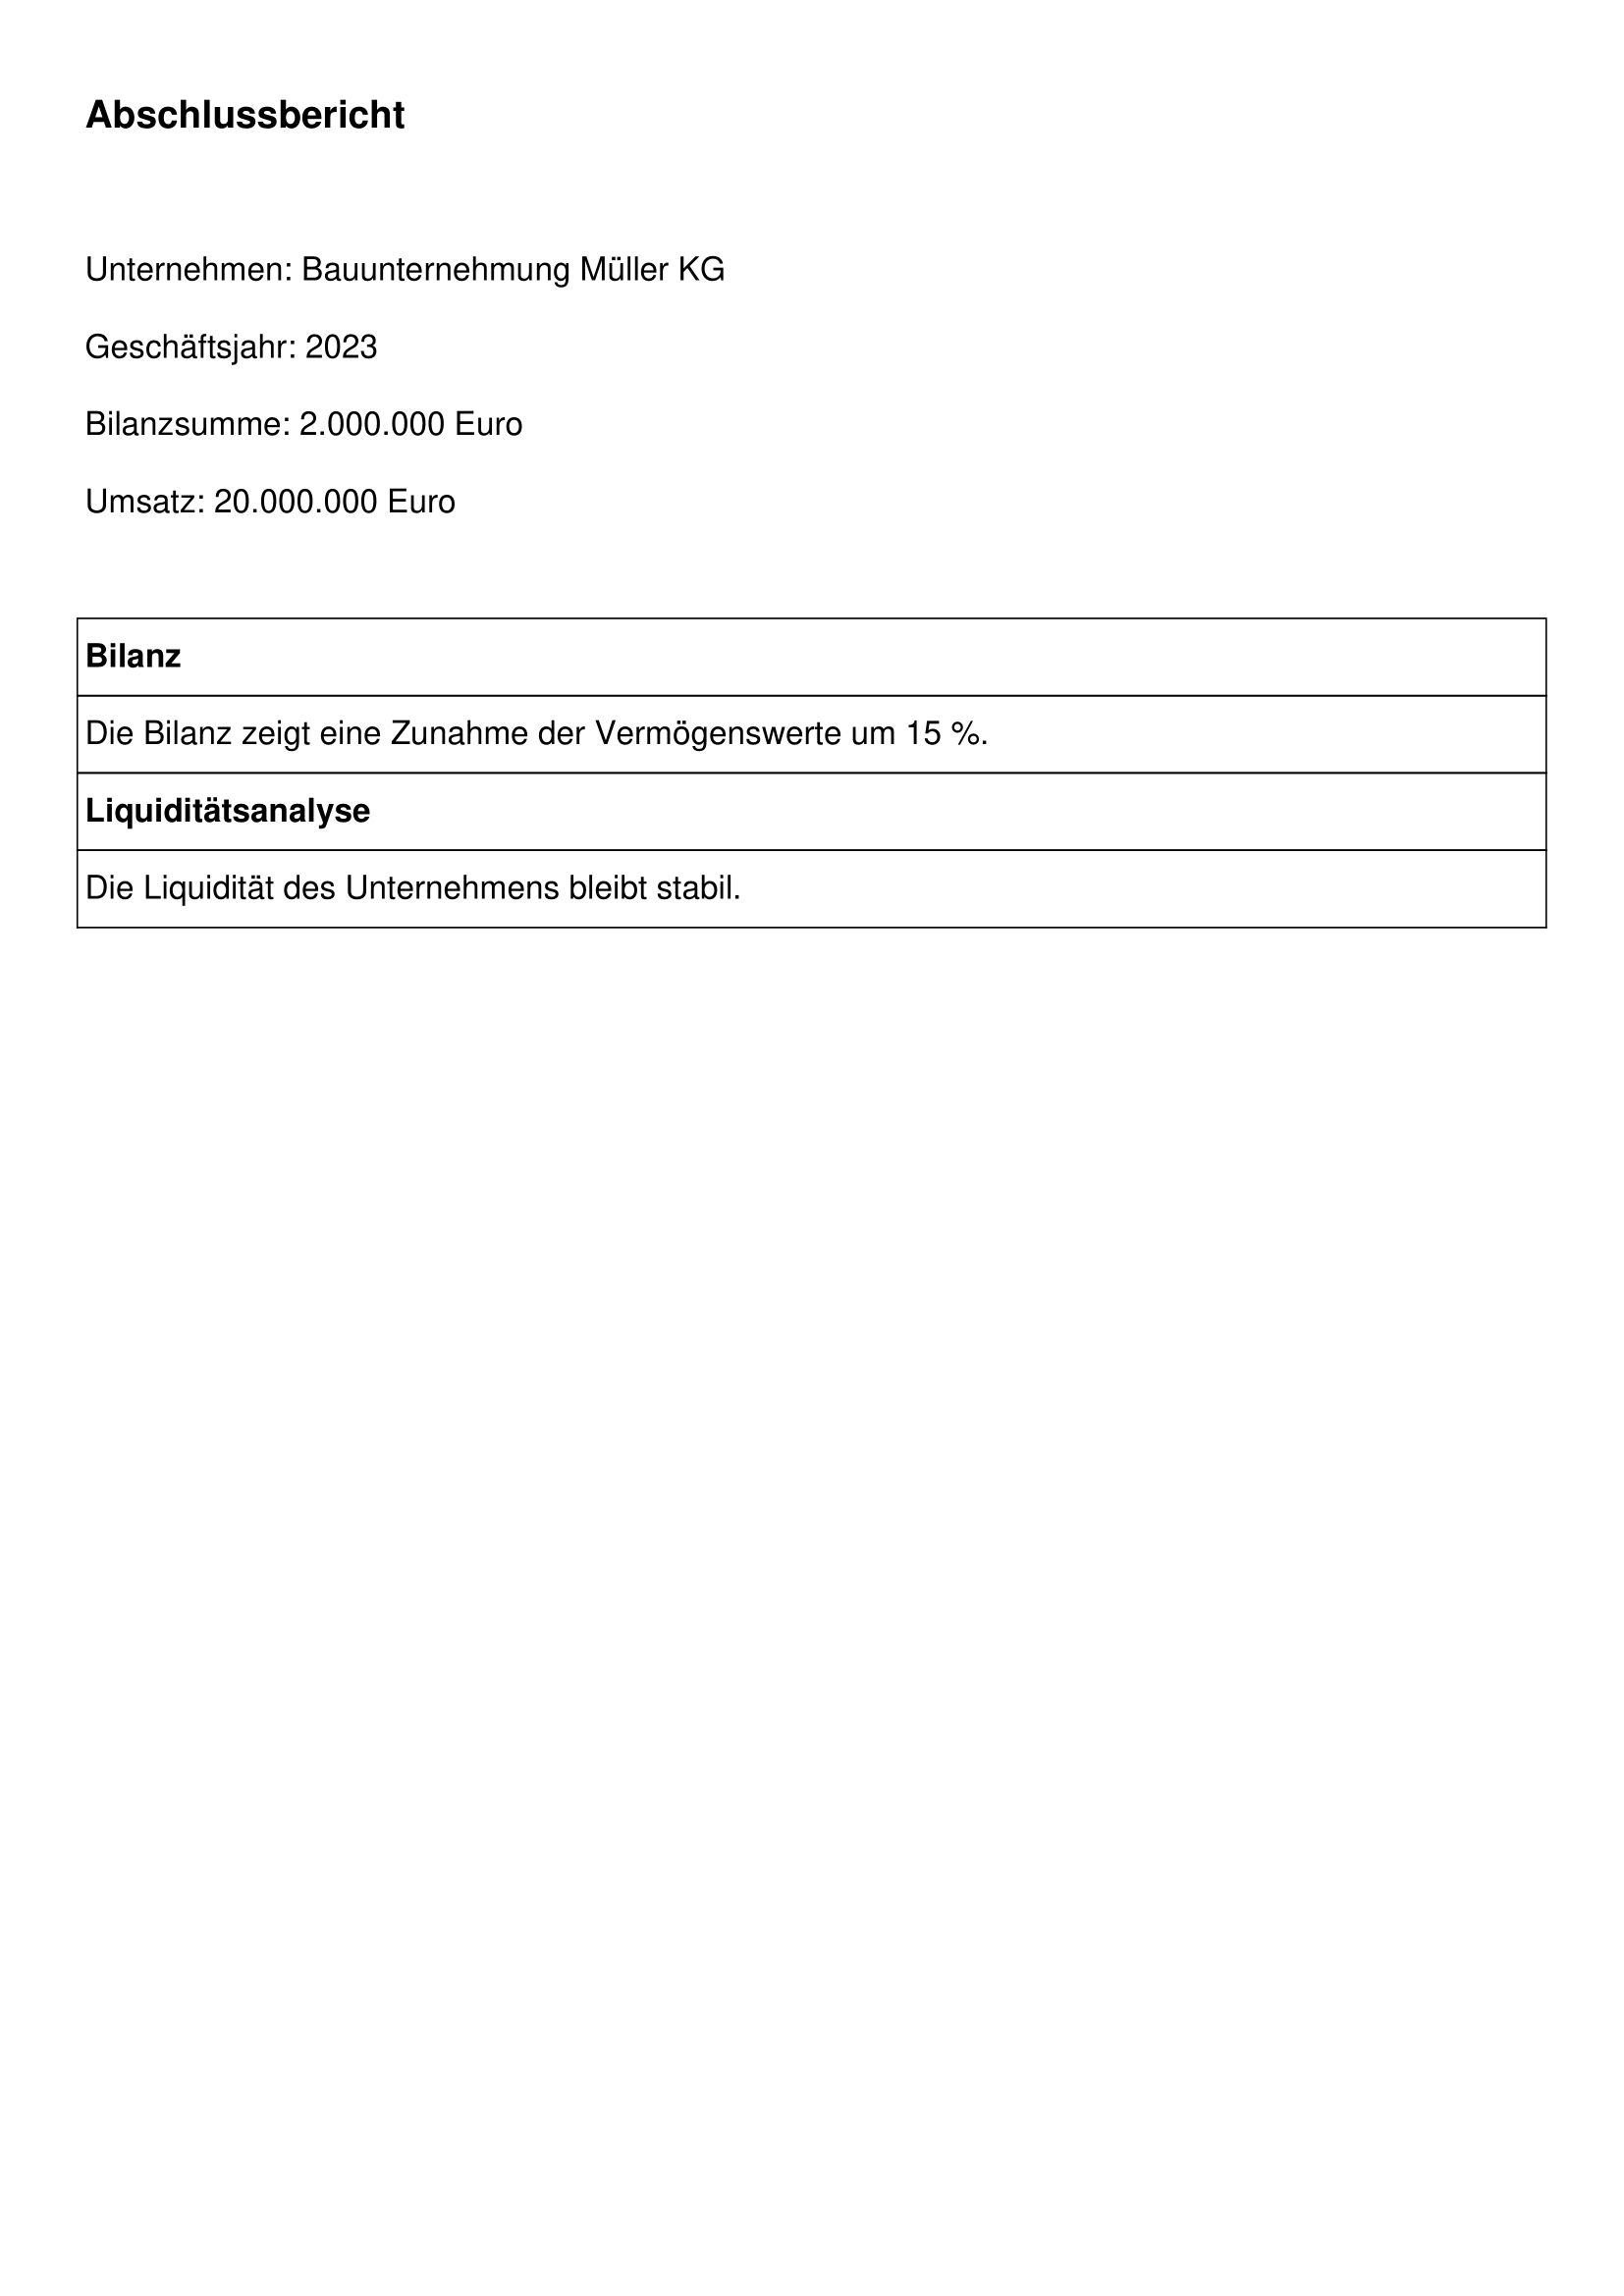 Abschlussbericht
Unternehmen: Bauunternehmung Müller KG
Geschäftsjahr: 2023
Bilanzsumme: 2.000.000 Euro
Umsatz: 20.000.000 Euro
Bilanz
Die Bilanz zeigt eine Zunahme der Vermögenswerte um 15 %.
Liquiditätsanalyse
Die Liquidität des Unternehmens bleibt stabil.